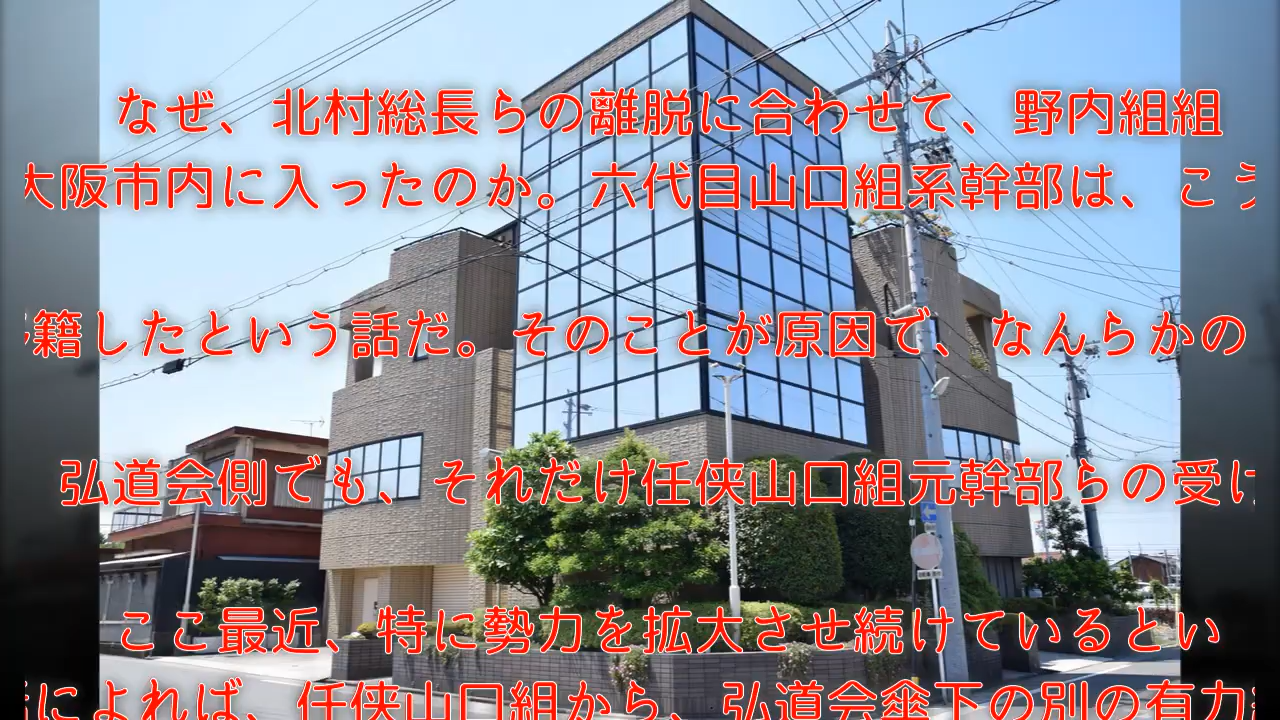 なぜ、北村総長らの離脱に合わせて、野内組組
大阪市内に入ったのか。六代目山口組系幹部は、こう
籍したという話だ。そのことが原因で、なんらかの
弘道会側でも、それだけ任侠山口組元幹部らの受け
ここ最近、特に勢力を拡大させ続けているとい
によれば、任侠山口組から、弘道会傘下の別の有力